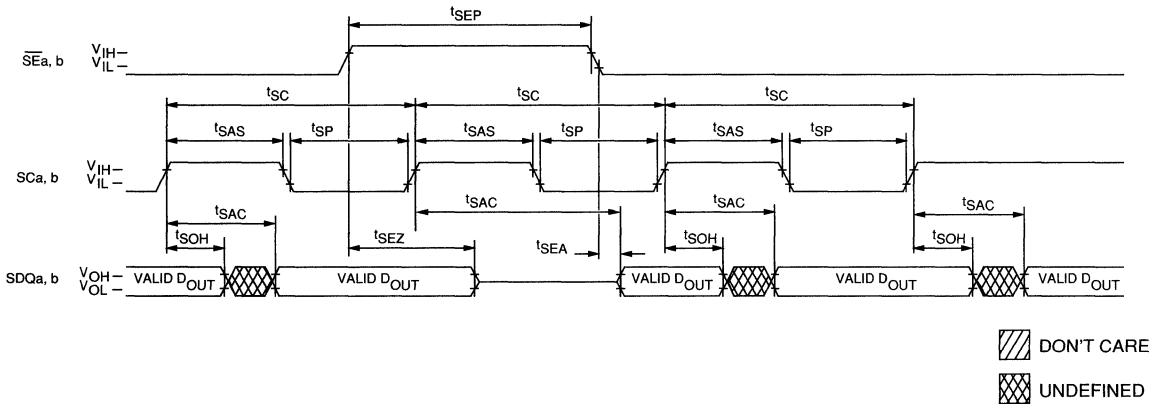 tSEP
SEa, b
VIH
VIL
tSC tSC tSC
tSAS tSP tSAS tSP tSAS tSP
SCa, b
VIH
VIL
tSAC tSAC tSAC
tSOH tSEZ tSEA tSOH tSOH
tSAC
SDQa, b
VOH
VOL
VALID DOUT VALID DOUT VALID DOUT VALID DOUT VALID DOUT
DON'T CARE
UNDEFINED